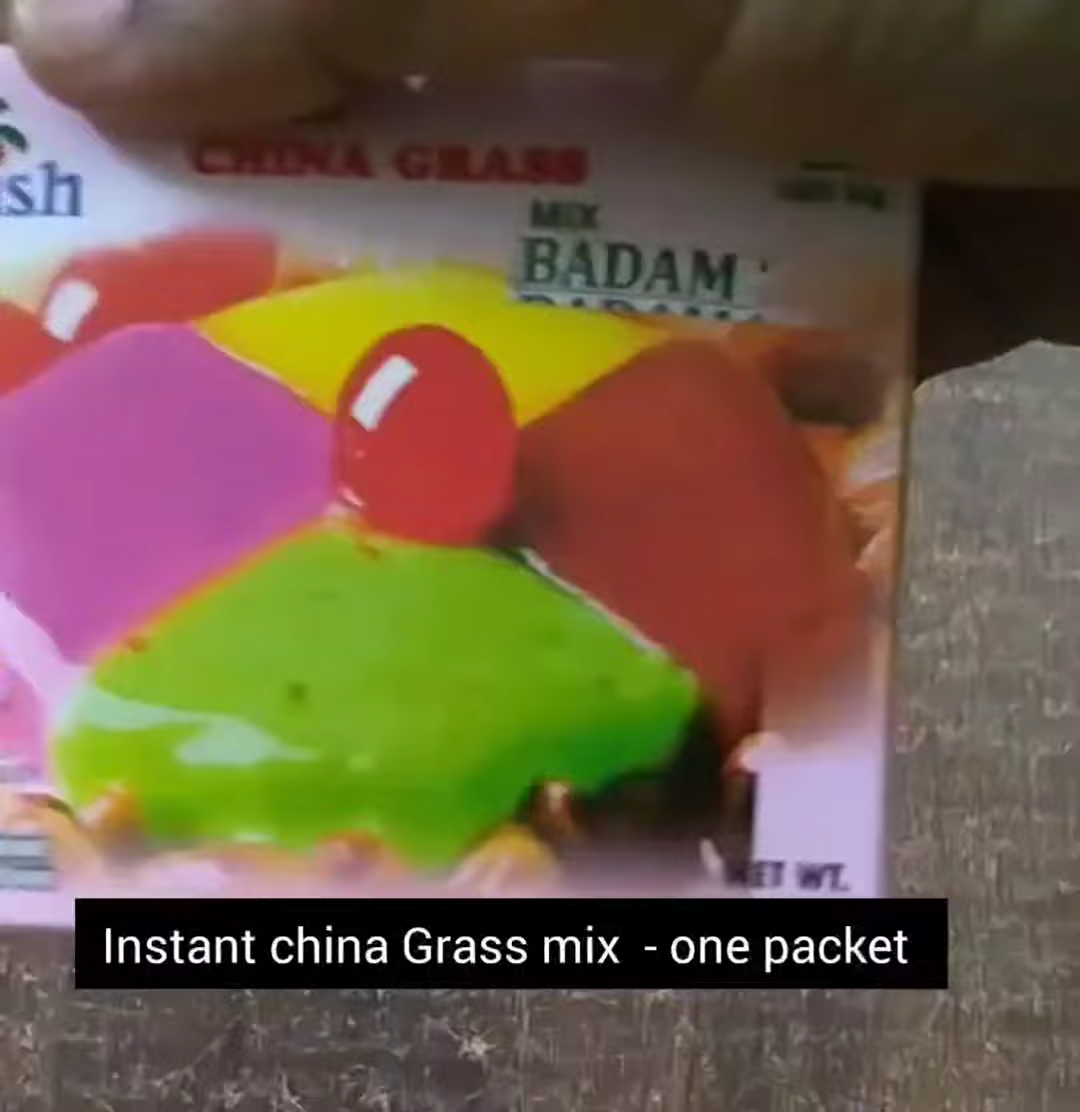 sh
CHINA GRASS
MIX
BADAM
NET WT.
Instant china Grass mix - one packet